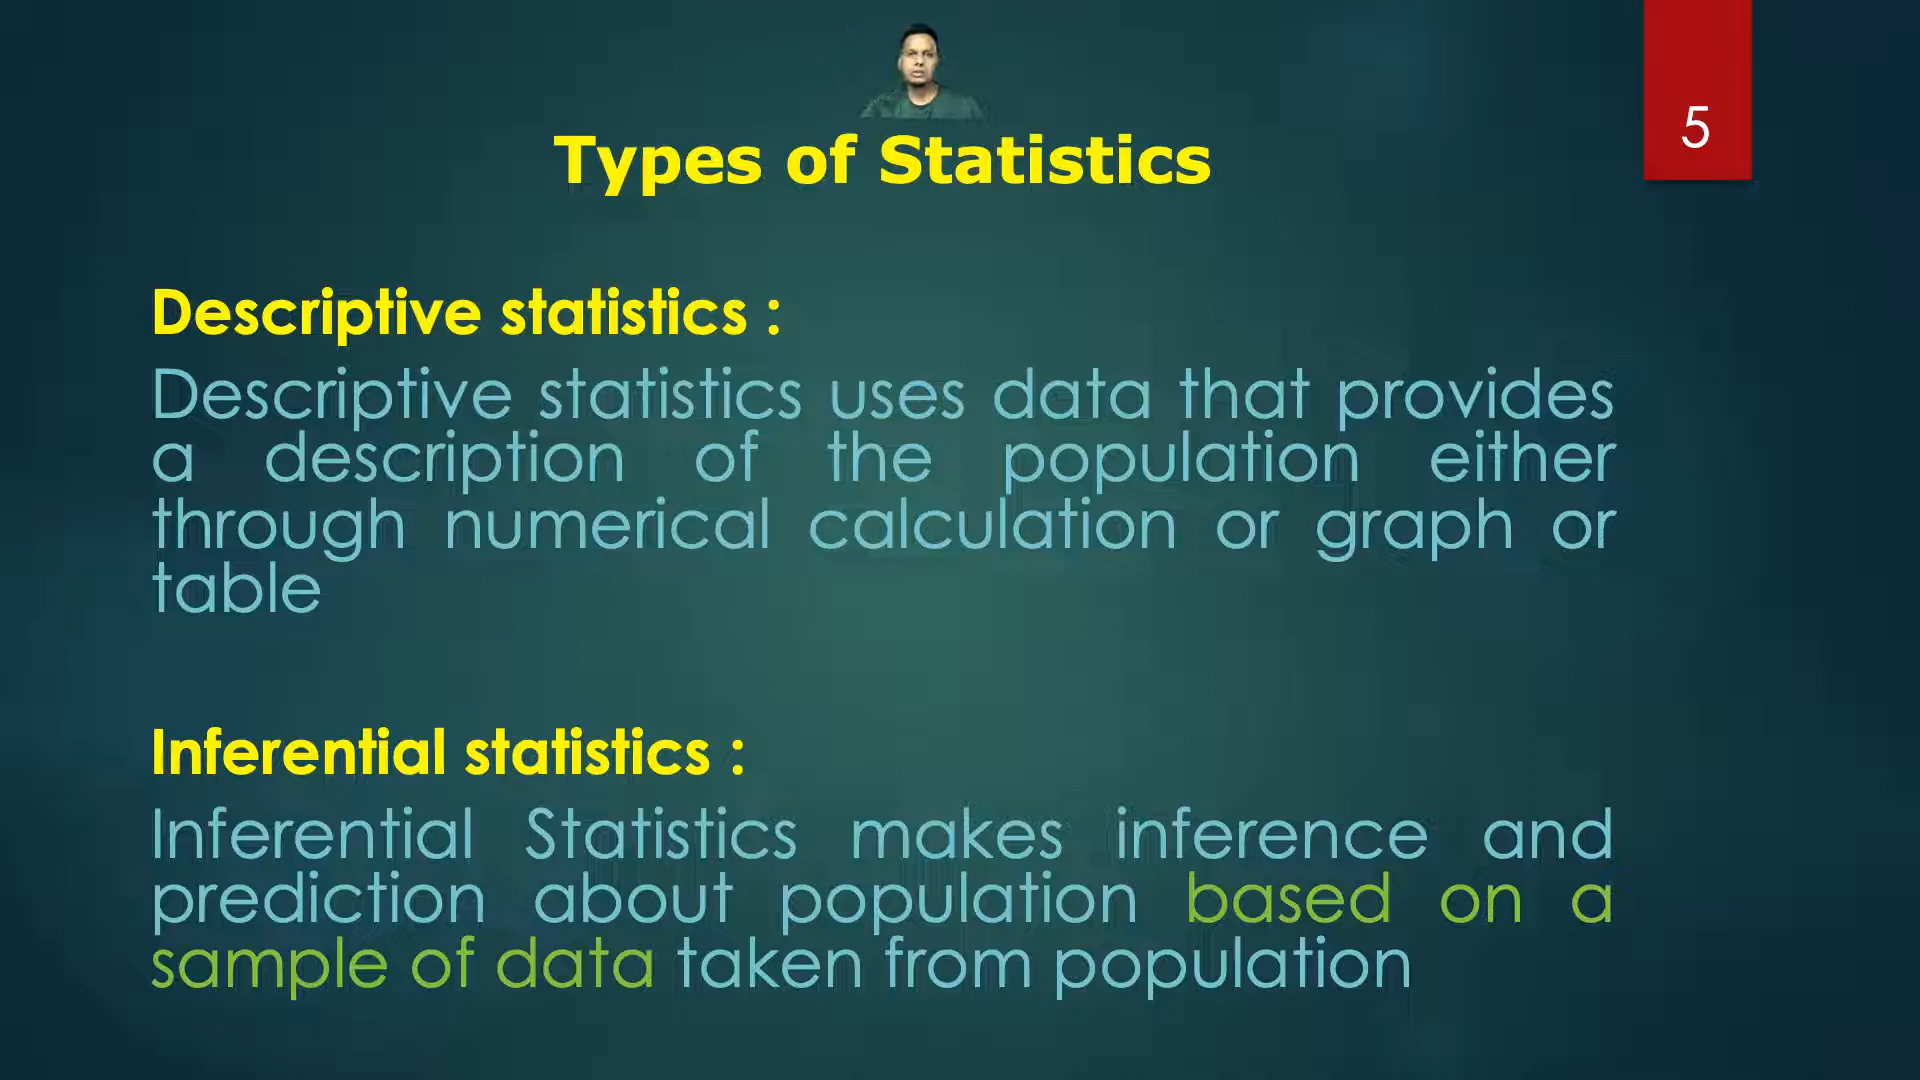 5
Types of Statistics
Descriptive statistics :
Descriptive statistics uses data that provides
a description of the population either
through numerical calculation or graph or
table
Inferential statistics :
Inferential Statistics makes inference and
prediction about population based on a
sample of data taken from population